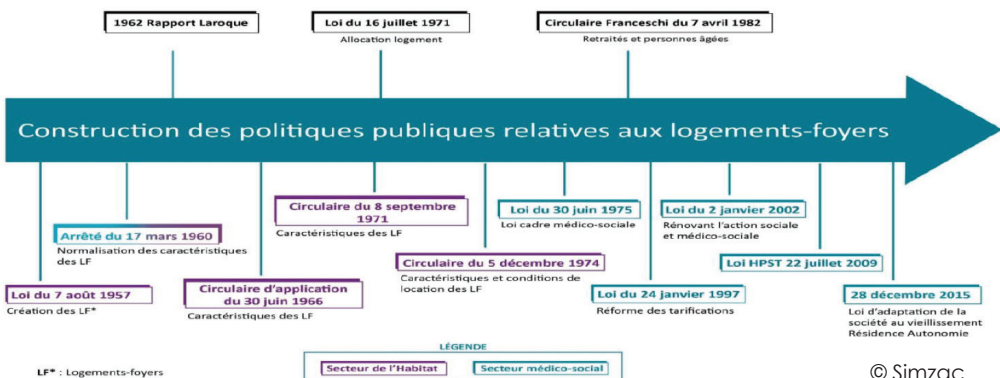 1962 Rapport Laroque
Loi du 16 juillet 1971
Allocation logement
Circulaire Franceschi du 7 avril 1982
Retraités et personnes âgées
Construction des politiques publiques relatives aux logements-foyers
Loi du 7 août 1957
Création des LF*
Arrêté du 17 mars 1960
Normalisation des caractéristiques
des LF
Circulaire d'application
du 30 juin 1966
Caractéristiques des LF
Circulaire du 8 septembre
1971
Caractéristiques des LF
Circulaire du 5 décembre 1974
Caractéristiques et conditions de
location des LF
Loi du 30 juin 1975
Loi cadre médico-sociale
Loi du 24 janvier 1997
Réforme des tarifications
Loi du 2 janvier 2002
Rénovant l'action sociale
et médico-sociale
Loi HPST 22 juillet 2009
28 décembre 2015
Loi d'adaptation de la
société au vieillissement
Résidence Autonomie
LÉGENDE
Secteur de l'Habitat
Secteur médico-social
LF* : Logements-foyers
© Simzac